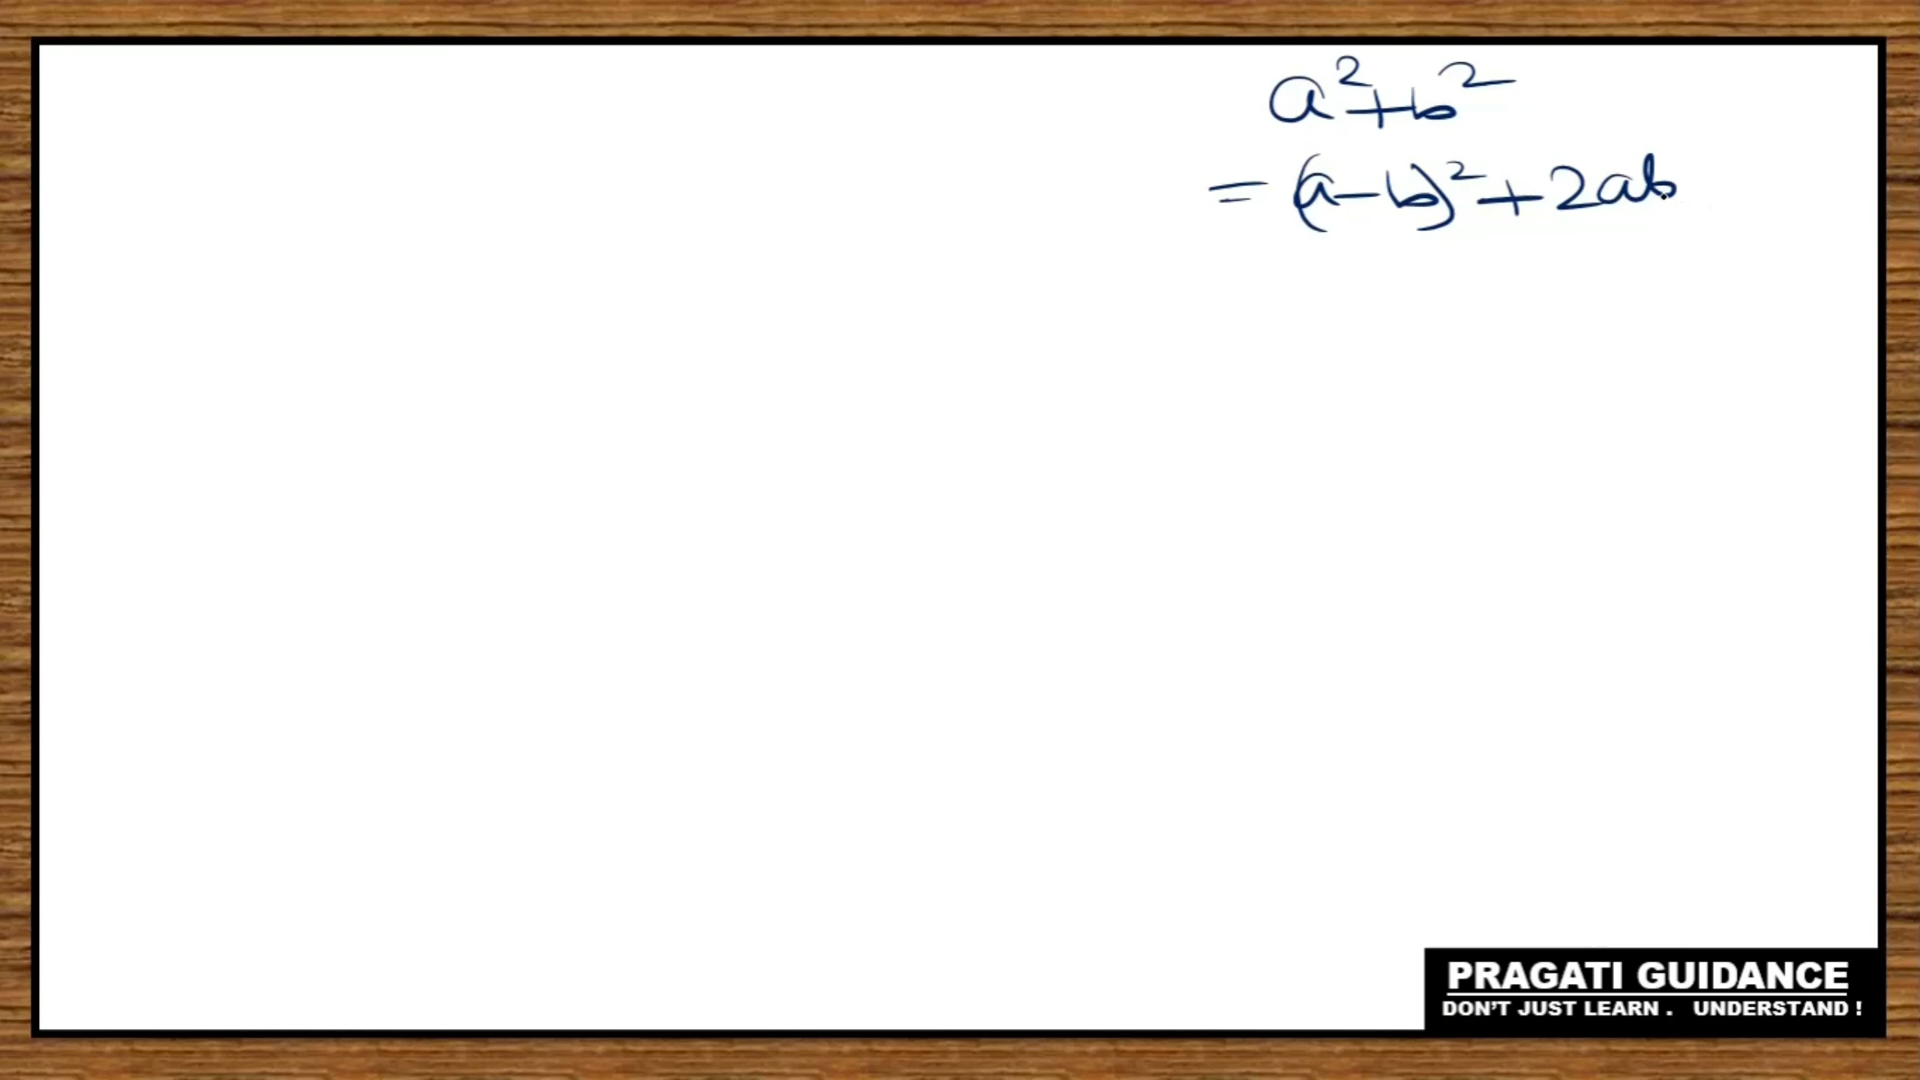 a²+b²
= (a-b)²+2ab
PRAGATI GUIDANCE
DON'T JUST LEARN . UNDERSTAND !